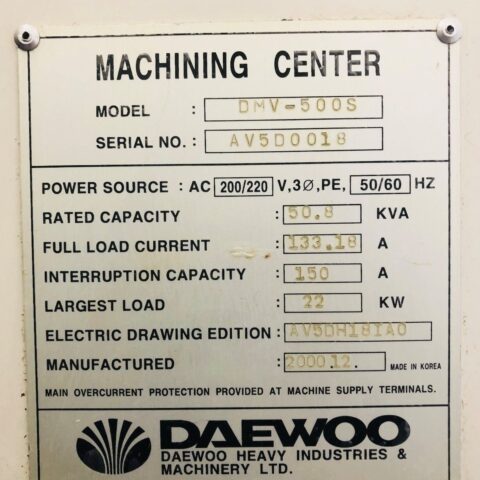 MACHINING CENTER
MODEL : DMV-500S
SERIAL NO. : AV5D0018
POWER SOURCE : AC 200/220 V,3Ø,PE, 50/60 HZ
RATED CAPACITY : 50.8 KVA
FULL LOAD CURRENT : 133.18 A
INTERRUPTION CAPACITY : 150 A
LARGEST LOAD : 22 KW
ELECTRIC DRAWING EDITION : AV5DH181A0
MANUFACTURED : 2000.12. MADE IN KOREA
MAIN OVERCURRENT PROTECTION PROVIDED AT MACHINE SUPPLY TERMINALS.
DAEWOO
DAEWOO HEAVY INDUSTRIES &
MACHINERY LTD.